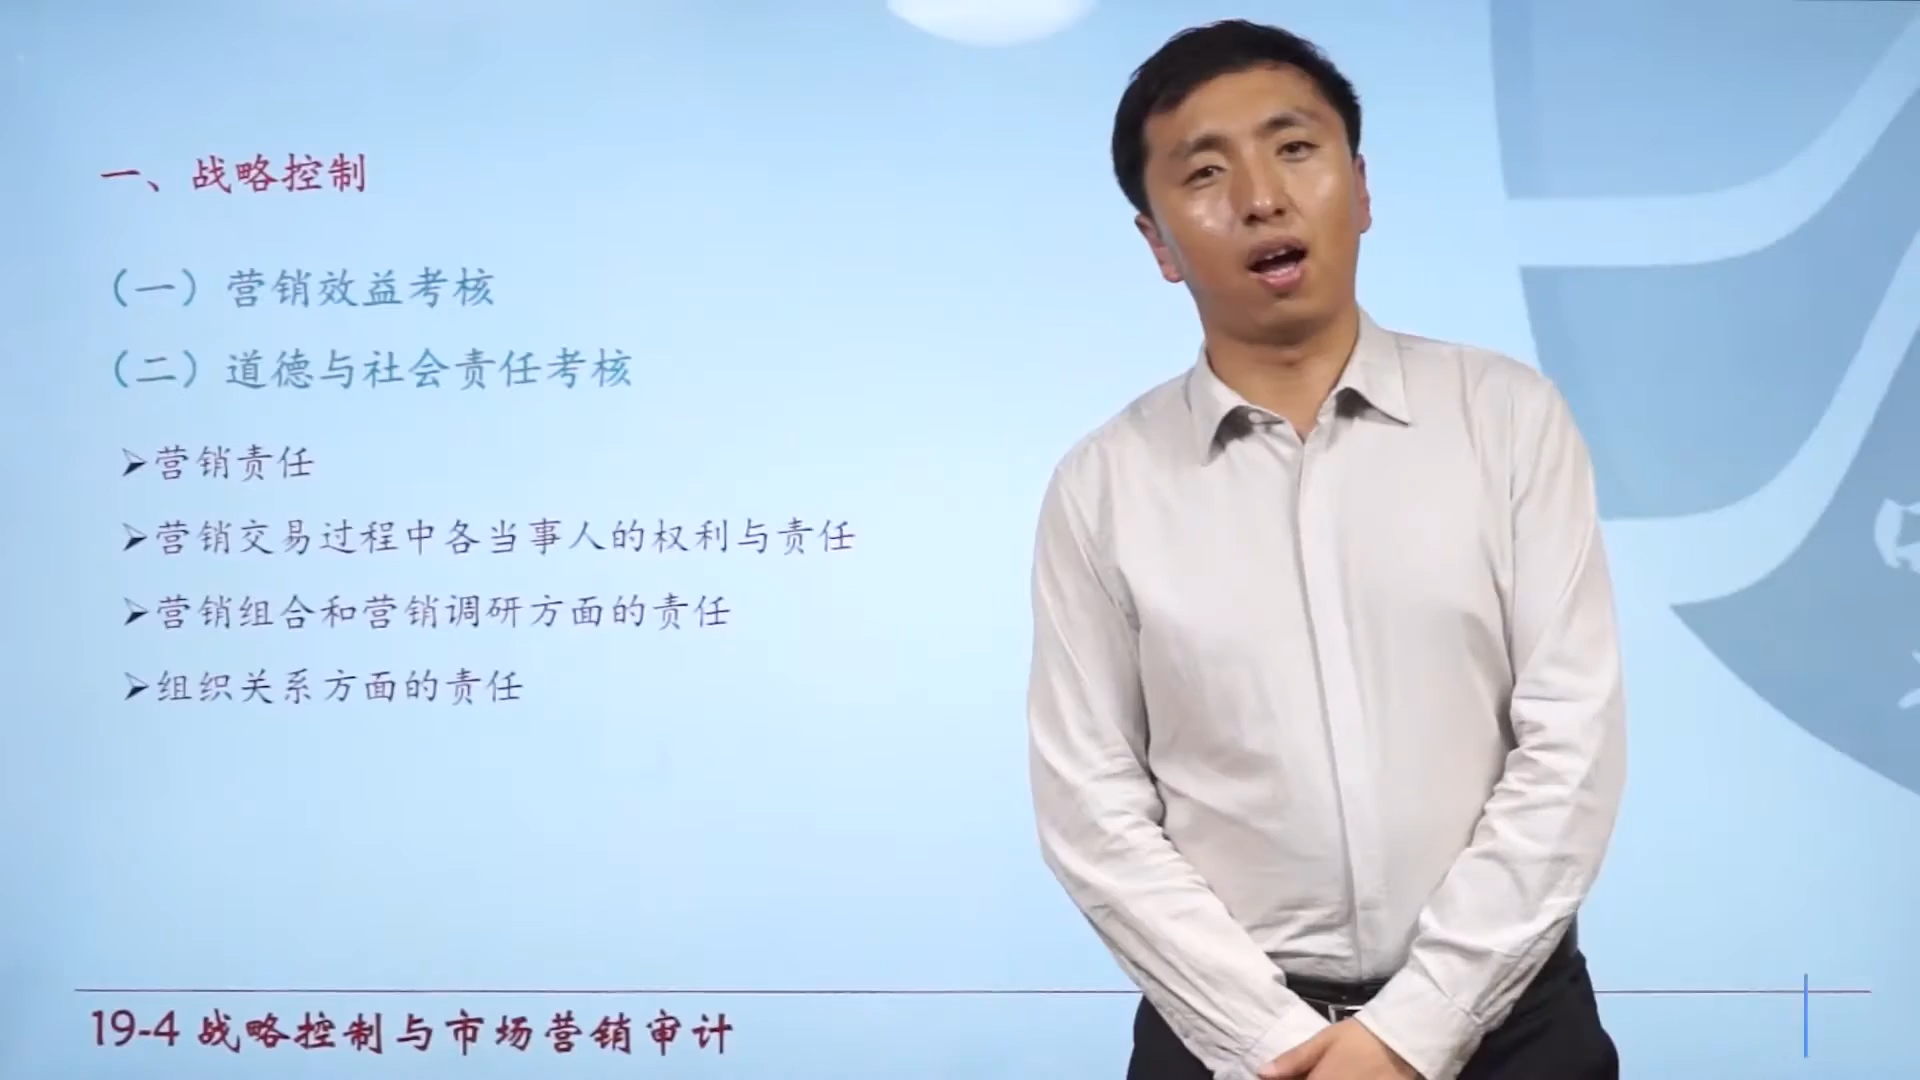 一、战略控制
（一）营销效益考核
（二）道德与社会责任考核
➢营销责任
➢营销交易过程中各当事人的权利与责任
➢营销组合和营销调研方面的责任
➢组织关系方面的责任
19-4 战略控制与市场营销审计